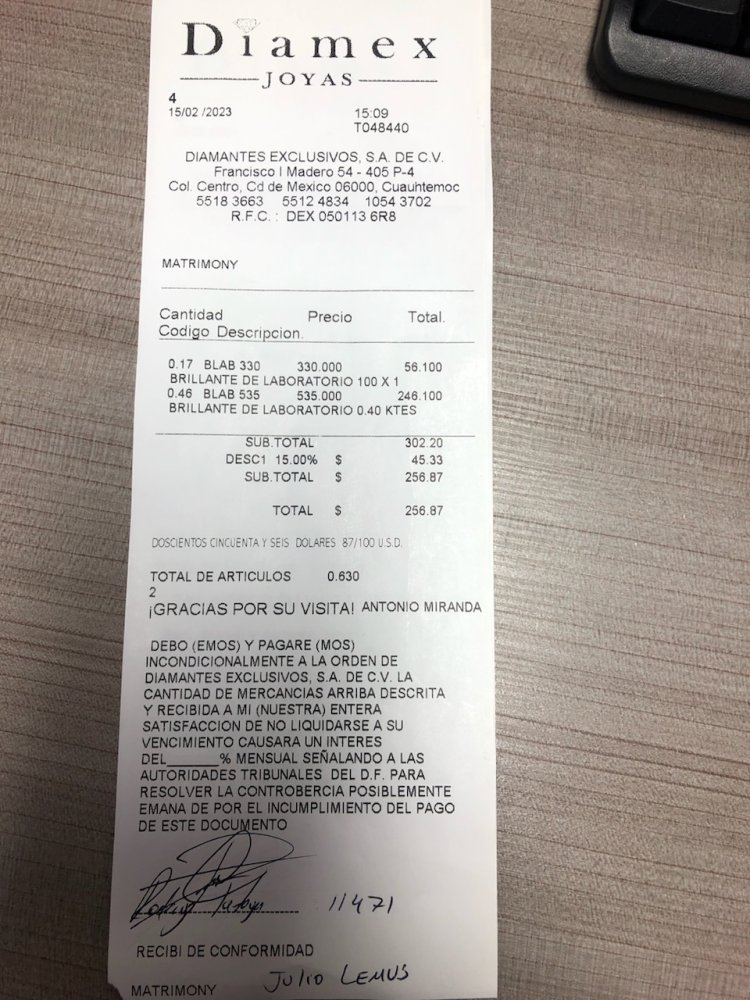 Diamex
JOYAS
4
15/02 /2023 15:09
T048440
DIAMANTES EXCLUSIVOS, S.A. DE C.V.
Francisco I Madero 54 - 405 P-4
Col. Centro, Cd de Mexico 06000, Cuauhtemoc
5518 3663 5512 4834 1054 3702
R.F.C. : DEX 050113 6R8
MATRIMONY
Cantidad Precio Total.
Codigo Descripcion.
0.17 BLAB 330 330.000 56.100
BRILLANTE DE LABORATORIO 100 X 1
0.46 BLAB 535 535.000 246.100
BRILLANTE DE LABORATORIO 0.40 KTES
SUB.TOTAL 302.20
DESC1 15.00% $ 45.33
SUB.TOTAL $ 256.87
TOTAL $ 256.87
DOSCIENTOS CINCUENTA Y SEIS DOLARES 87/100 U.S.D.
TOTAL DE ARTICULOS 0.630
2
¡GRACIAS POR SU VISITA! ANTONIO MIRANDA
DEBO (EMOS) Y PAGARE (MOS)
INCONDICIONALMENTE A LA ORDEN DE
DIAMANTES EXCLUSIVOS, S.A. DE C.V. LA
CANTIDAD DE MERCANCIAS ARRIBA DESCRITA
Y RECIBIDA A MI (NUESTRA) ENTERA
SATISFACCION DE NO LIQUIDARSE A SU
VENCIMIENTO CAUSARA UN INTERES
DEL______% MENSUAL SEÑALANDO A LAS
AUTORIDADES TRIBUNALES DEL D.F. PARA
RESOLVER LA CONTROBERCIA POSIBLEMENTE
EMANA DE POR EL INCUMPLIMIENTO DEL PAGO
DE ESTE DOCUMENTO
11471
RECIBI DE CONFORMIDAD
MATRIMONY JULIO LEMUS